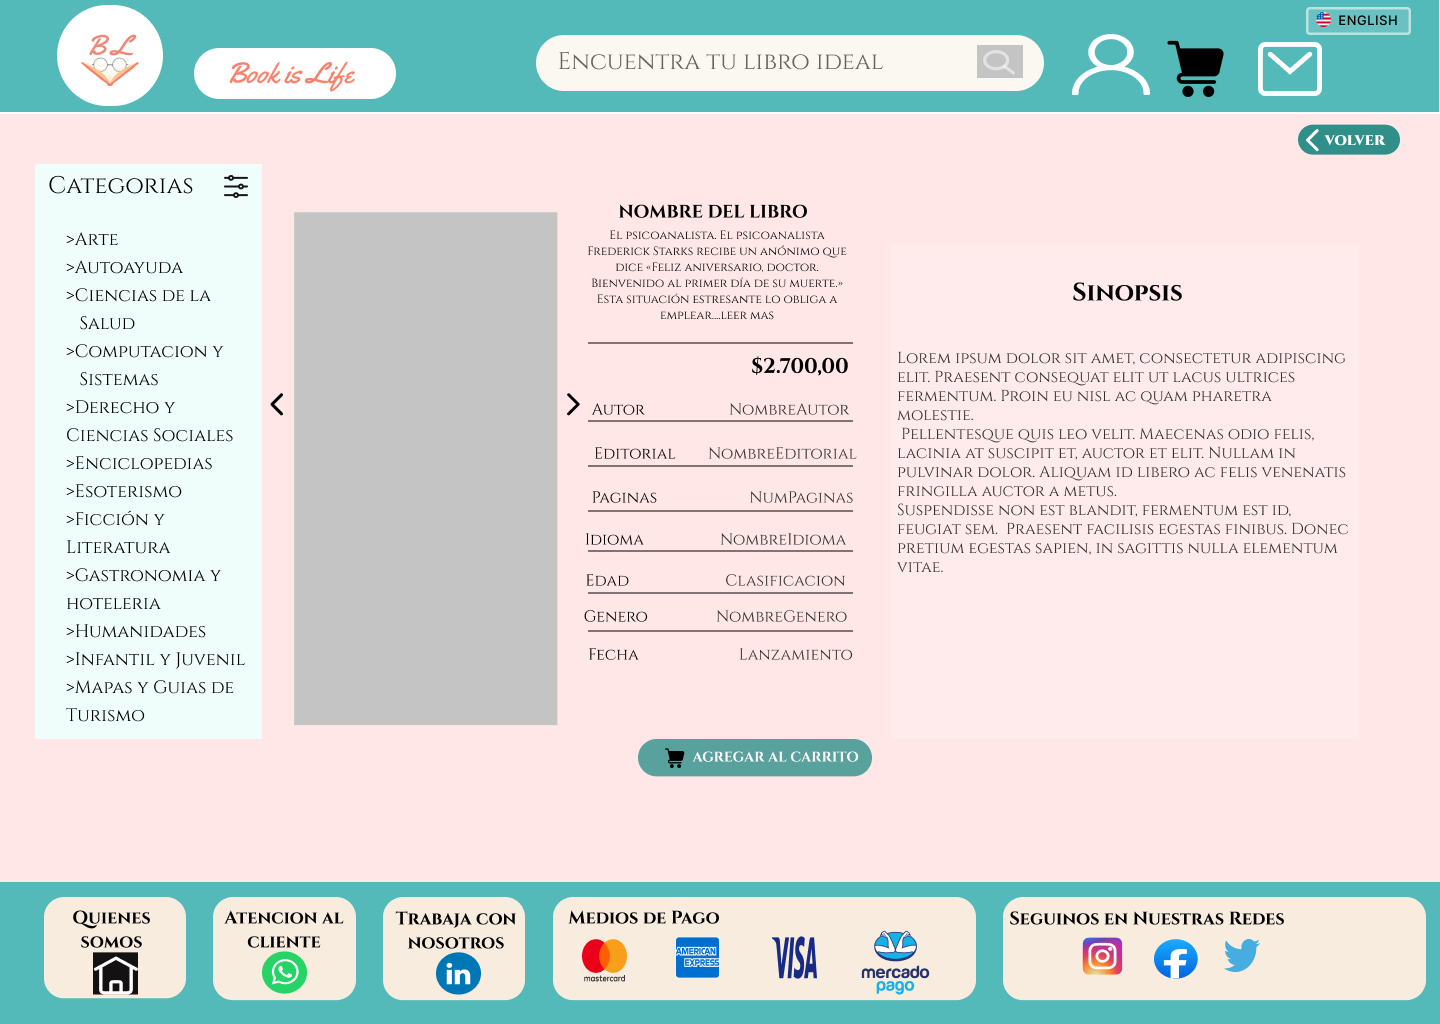 BL
Book is Life
Encuentra tu libro ideal
ENGLISH
VOLVER
Categorias
>Arte
>Autoayuda
>Ciencias de la
Salud
>Computacion y
Sistemas
>Derecho y
Ciencias Sociales
>Enciclopedias
>Esoterismo
>Ficción y
Literatura
>Gastronomia y
hoteleria
>Humanidades
>Infantil y Juvenil
>Mapas y Guias de
Turismo
NOMBRE DEL LIBRO
El psicoanalista. El psicoanalista
Frederick Starks recibe un anónimo que
dice «Feliz aniversario, doctor.
Bienvenido al primer día de su muerte.»
Esta situación estresante lo obliga a
emplear....leer mas
$2.700,00
Autor NombreAutor
Editorial NombreEditorial
Paginas NumPaginas
Idioma NombreIdioma
Edad Clasificacion
Genero NombreGenero
Fecha Lanzamiento
AGREGAR AL CARRITO
Sinopsis
Lorem ipsum dolor sit amet, consectetur adipiscing
elit. Praesent consequat elit ut lacus ultrices
fermentum. Proin eu nisl ac quam pharetra
molestie.
Pellentesque quis leo velit. Maecenas odio felis,
lacinia at suscipit et, auctor et elit. Nullam in
pulvinar dolor. Aliquam id libero ac felis venenatis
fringilla auctor a metus.
Suspendisse non est blandit, fermentum est id,
feugiat sem. Praesent facilisis egestas finibus. Donec
pretium egestas sapien, in sagittis nulla elementum
vitae.
Quienes
somos
Atencion al
cliente
Trabaja con
nosotros
in
Medios de Pago
mastercard
AMERICAN
EXPRESS
VISA
mercado
pago
Seguinos en Nuestras Redes